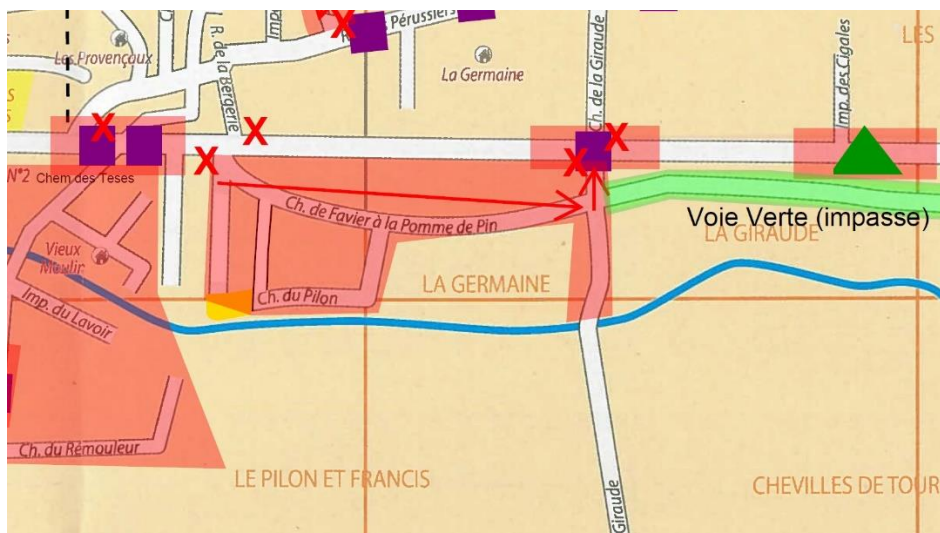 Pérussiers
LES
Les Provençaux
R. de la Bergerie
La Germaine
Ch. de la Giraude
Imp. des Cigales
X
X
X
X
X
N°2
Chem des Teses
Ch. de Favier à la Pomme de Pin
Voie Verte (impasse)
LA GIRAUDE
Vieux
Moulin
LA GERMAINE
Ch. du Pilon
Imp. du Lavoir
Ch. du Rémouleur
LE PILON ET FRANCIS
CHEVILLES DE TOUR
Giraude